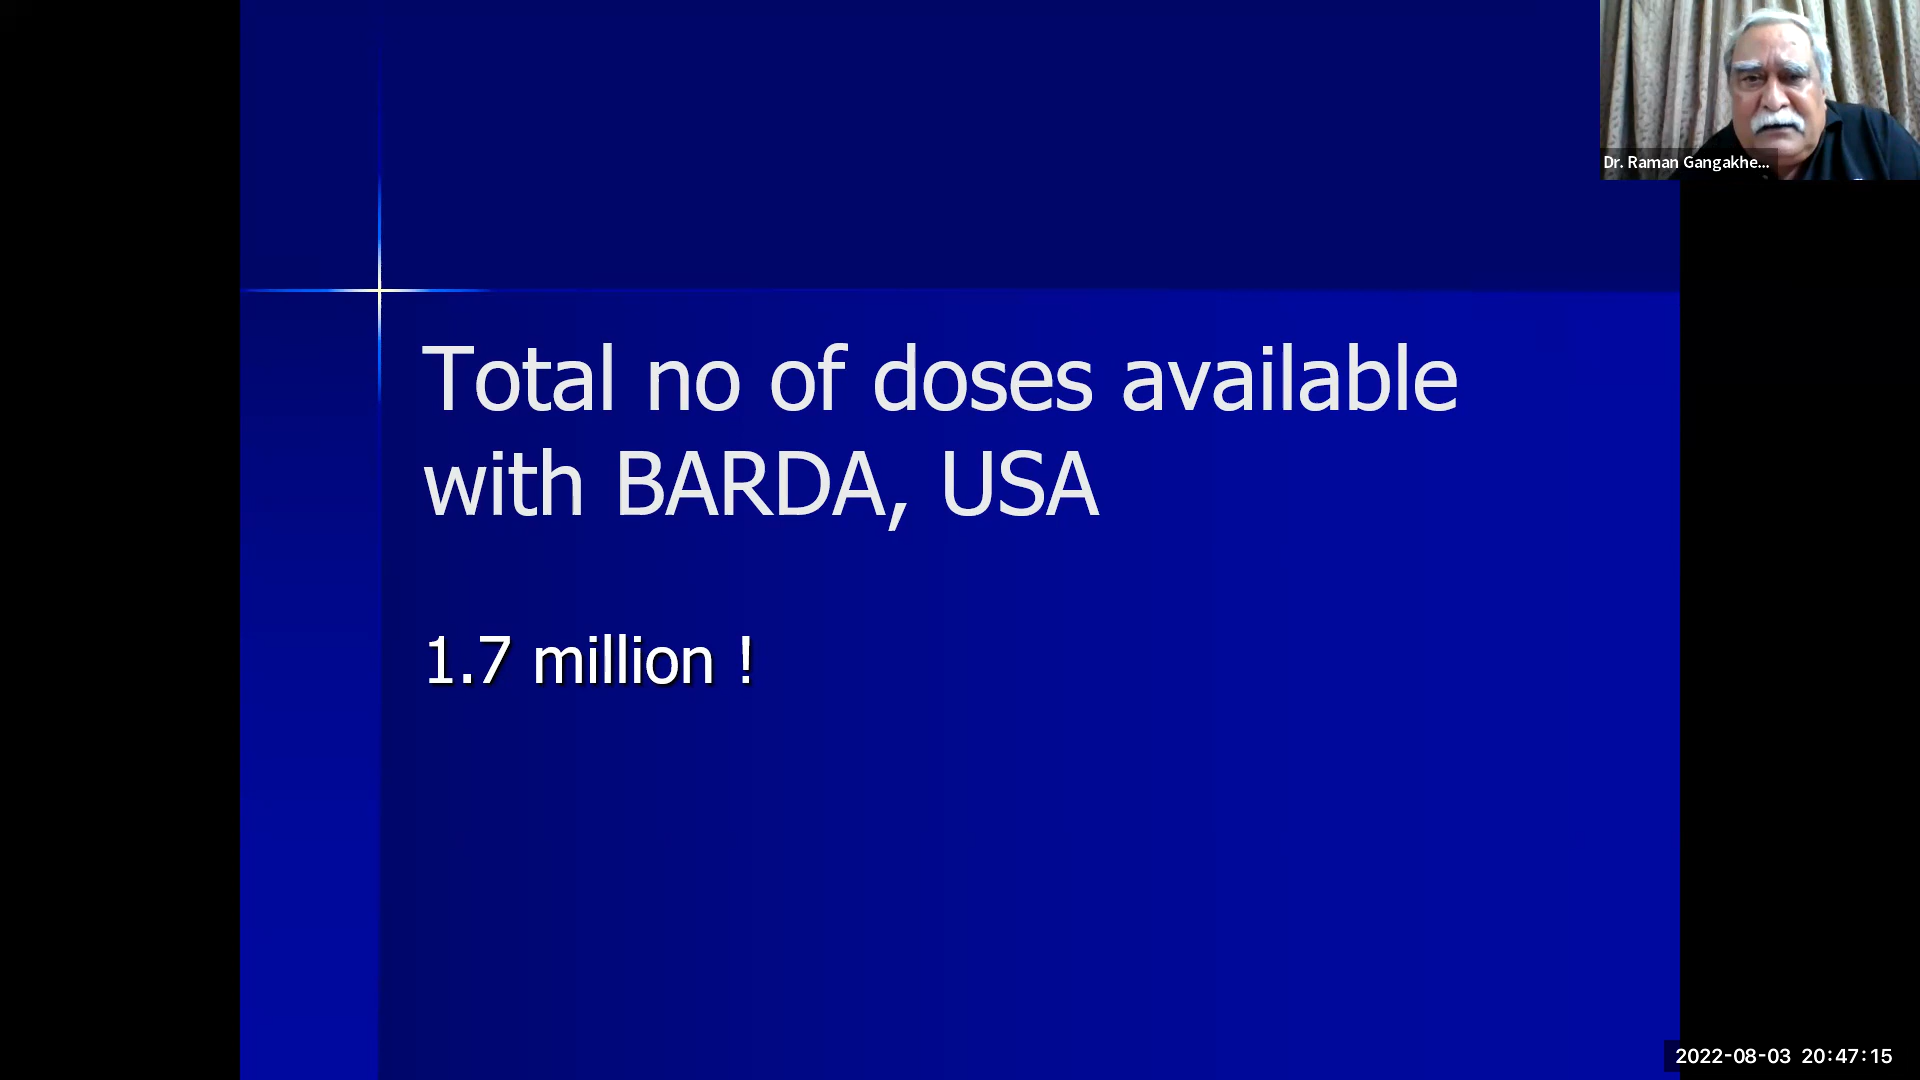 Dr. Raman Gangakhe...
Total no of doses available
with BARDA, USA
1.7 million !
2022-08-03 20:47:15